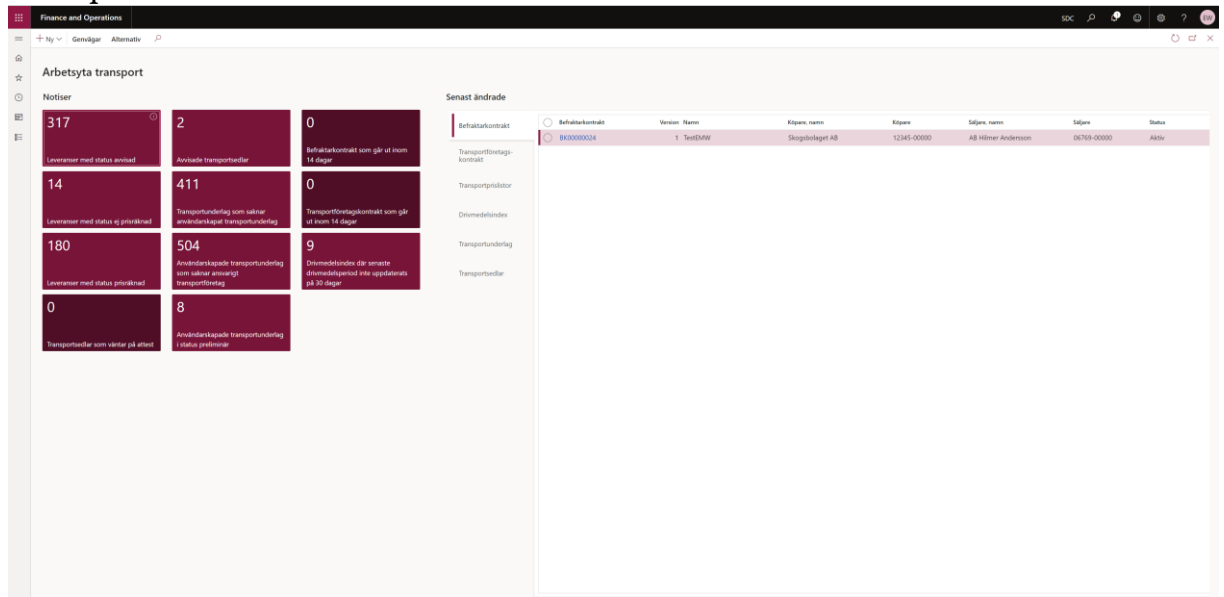 Finance and Operations
SDC
?
EW
+ Ny Genvägar Alternativ
Arbetsyta transport
Notiser
317
Leveranser med status avvisad
2
Avvisade transportsedlar
0
Befraktarkontrakt som går ut inom
14 dagar
14
Leveranser med status ej prisräknad
411
Transportunderlag som saknar
användarskapat transportunderlag
0
Transportföretagskontrakt som går
ut inom 14 dagar
180
Leveranser med status prisräknad
504
Användarskapade transportunderlag
som saknar ansvarigt
transportföretag
9
Drivmedelsindex där senaste
drivmedelsperiod inte uppdaterats
på 30 dagar
0
Transportsedlar som väntar på attest
8
Användarskapade transportunderlag
i status preliminär
Senast ändrade
Befraktarkontrakt
Transportföretags-
kontrakt
Transportprislistor
Drivmedelsindex
Transportunderlag
Transportsedlar
Befraktarkontrakt Version Namn Köpare, namn Köpare Säljare, namn Säljare Status
BK00000024 1 TestEMW Skogsbolaget AB 12345-00000 AB Hilmer Andersson 06769-00000 Aktiv